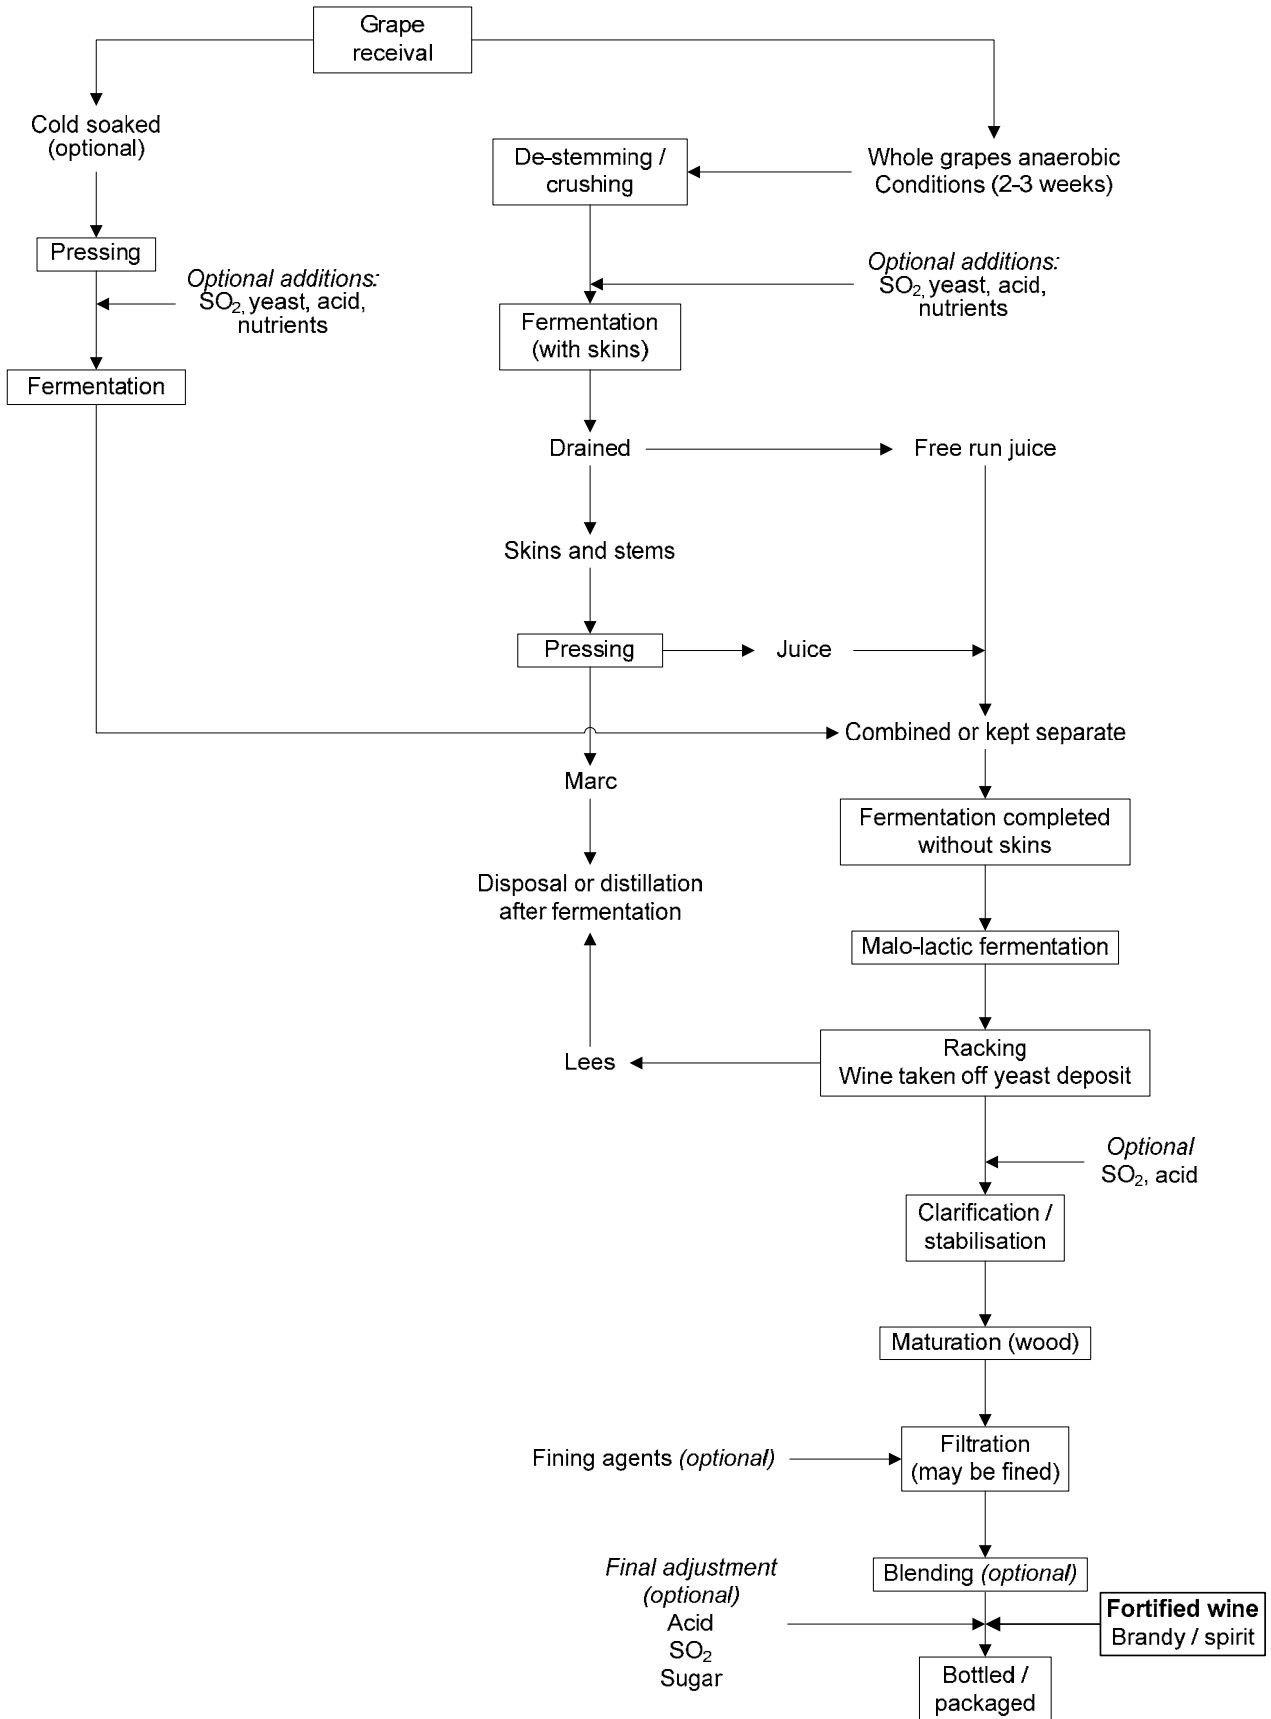 Grape
receival
Cold soaked
(optional)
De-stemming /
crushing
Whole grapes anaerobic
Conditions (2-3 weeks)
Pressing
Optional additions:
SO2, yeast, acid,
nutrients
Optional additions:
SO2, yeast, acid,
nutrients
Fermentation
(with skins)
Fermentation
Drained
Free run juice
Skins and stems
Pressing
Juice
Combined or kept separate
Marc
Fermentation completed
without skins
Disposal or distillation
after fermentation
Malo-lactic fermentation
Racking
Wine taken off yeast deposit
Lees
Optional
SO2, acid
Clarification /
stabilisation
Maturation (wood)
Fining agents (optional)
Filtration
(may be fined)
Blending (optional)
Final adjustment
(optional)
Acid
SO2
Sugar
Fortified wine
Brandy / spirit
Bottled /
packaged